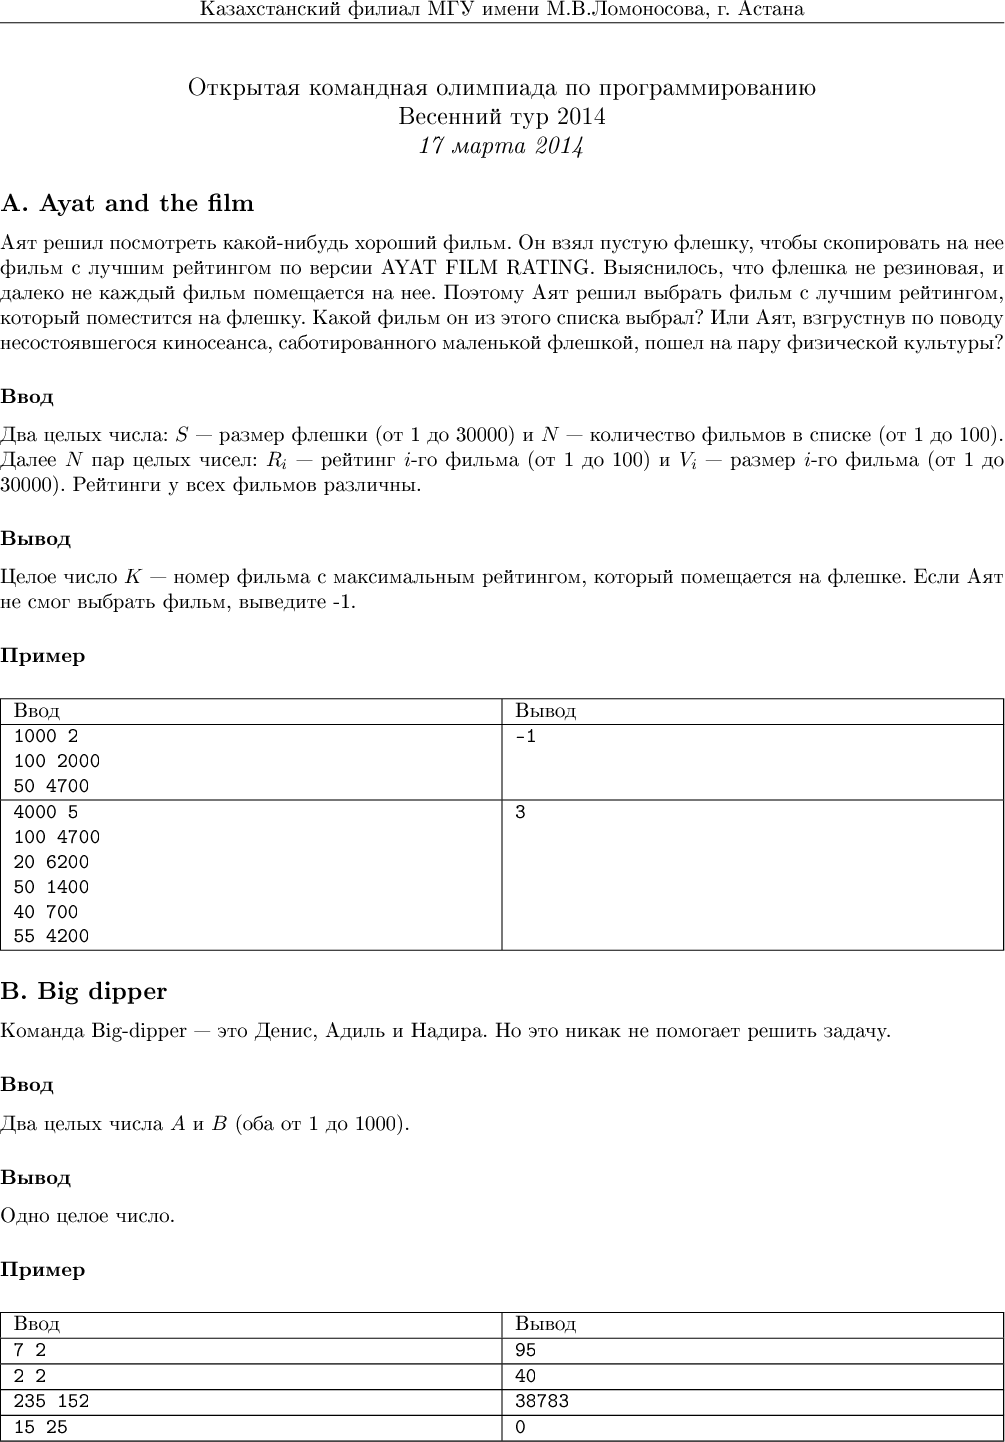 Казахстанский филиал МГУ имени М.В.Ломоносова, г. Астана
Открытая командная олимпиада по программированию
Весенний тур 2014
17 марта 2014
A. Ayat and the film
Аят решил посмотреть какой-нибудь хороший фильм. Он взял пустую флешку, чтобы скопировать на нее
фильм с лучшим рейтингом по версии AYAT FILM RATING. Выяснилось, что флешка не резиновая, и
далеко не каждый фильм помещается на нее. Поэтому Аят решил выбрать фильм с лучшим рейтингом,
который поместится на флешку. Какой фильм он из этого списка выбрал? Или Аят, взгрустнув по поводу
несостоявшегося киносеанса, саботированного маленькой флешкой, пошел на пару физической культуры?
Ввод
Два целых числа: S — размер флешки (от 1 до 30000) и N — количество фильмов в списке (от 1 до 100).
Далее N пар целых чисел: R_i — рейтинг i-го фильма (от 1 до 100) и V_i — размер i-го фильма (от 1 до
30000). Рейтинги у всех фильмов различны.
Вывод
Целое число K — номер фильма с максимальным рейтингом, который помещается на флешке. Если Аят
не смог выбрать фильм, выведите -1.
Пример
Ввод Вывод
1000 2 -1
100 2000
50 4700
4000 5 3
100 4700
20 6200
50 1400
40 700
55 4200
B. Big dipper
Команда Big-dipper — это Денис, Адиль и Надира. Но это никак не помогает решить задачу.
Ввод
Два целых числа A и B (оба от 1 до 1000).
Вывод
Одно целое число.
Пример
Ввод Вывод
7 2 95
2 2 40
235 152 38783
15 25 0